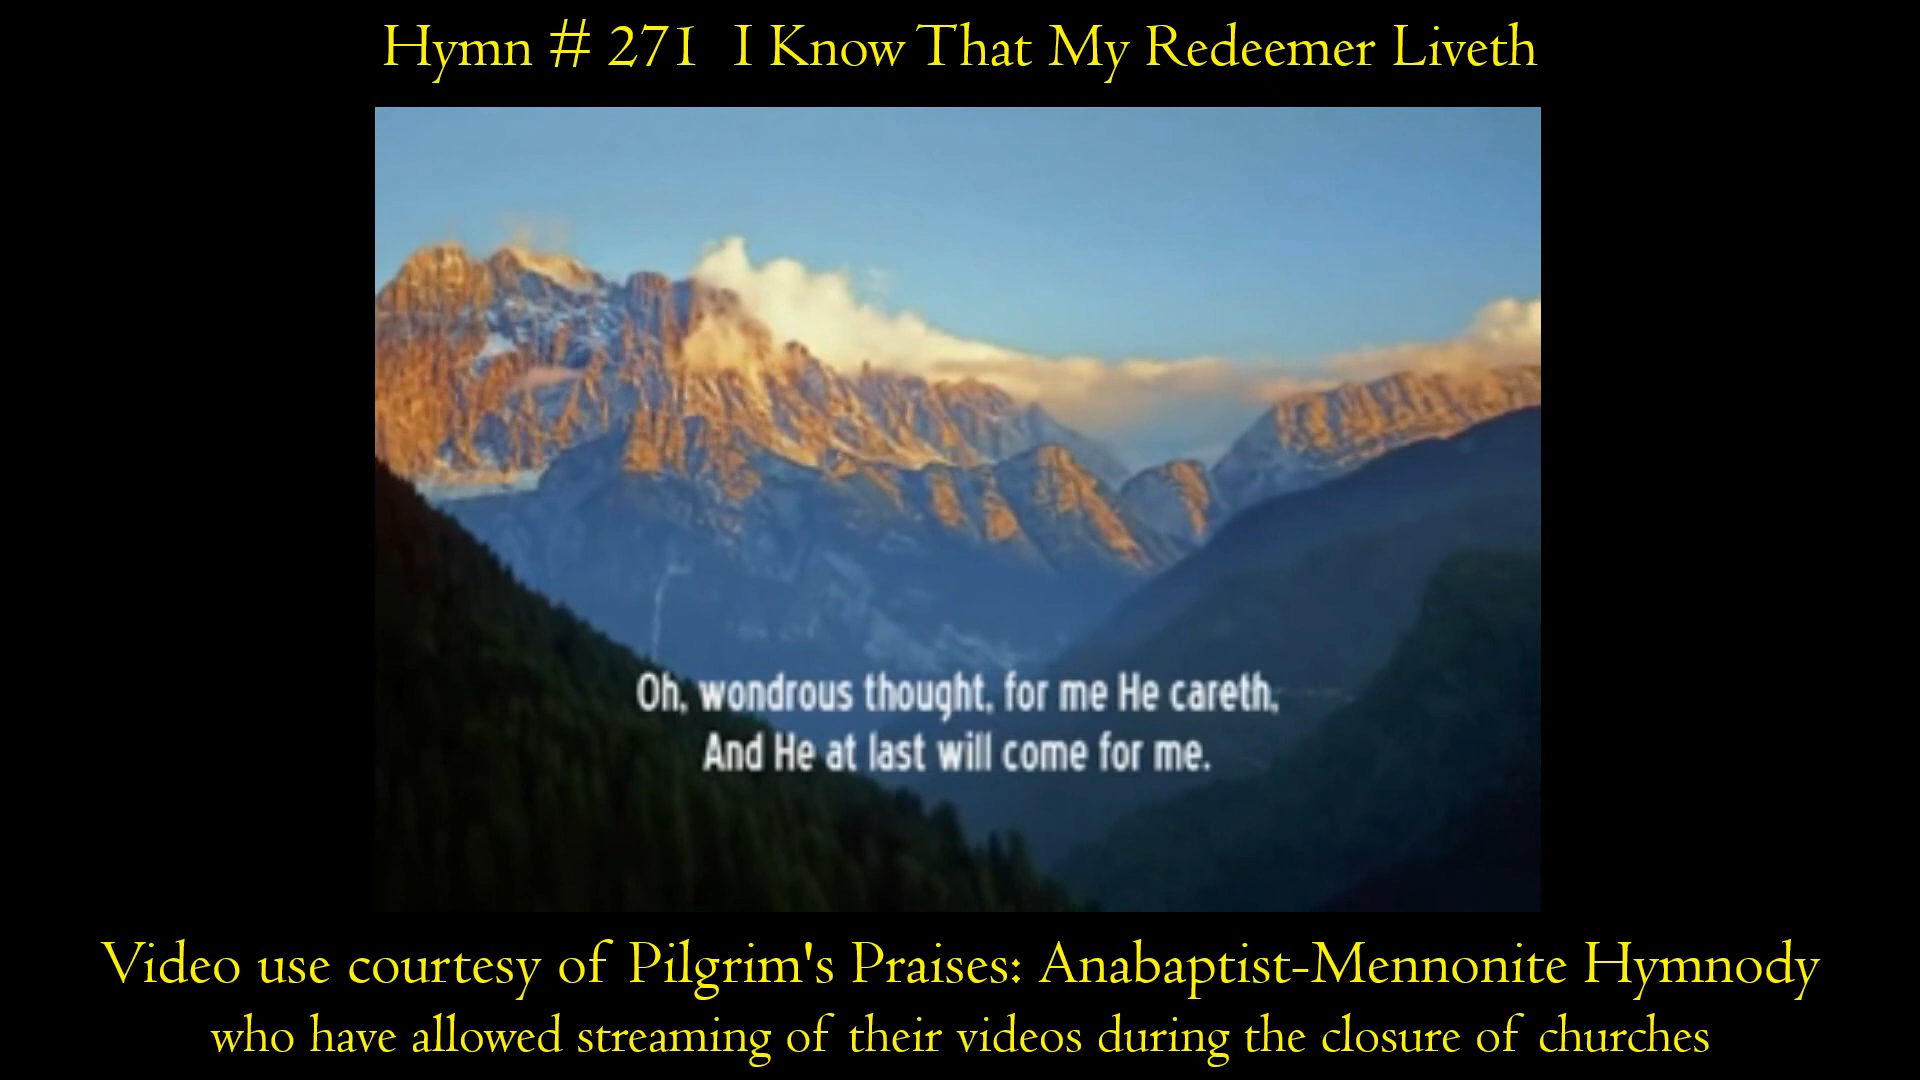 Hymn # 271 I Know That My Redeemer Liveth
Oh, wondrous thought, for me He careth,
And He at last will come for me.
Video use courtesy of Pilgrim's Praises: Anabaptist-Mennonite Hymnody
who have allowed streaming of their videos during the closure of churches